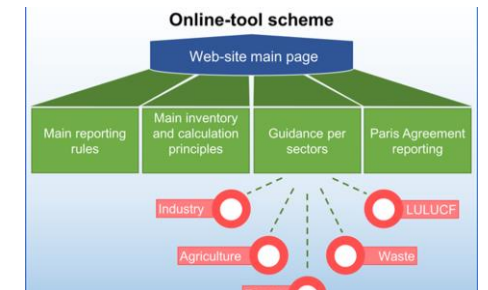 Online-tool scheme
Web-site main page
Main reporting
rules
Main inventory
and calculation
principles
Guidance per
sectors
Paris Agreement
reporting
Industry
LULUCF
Agriculture
Waste